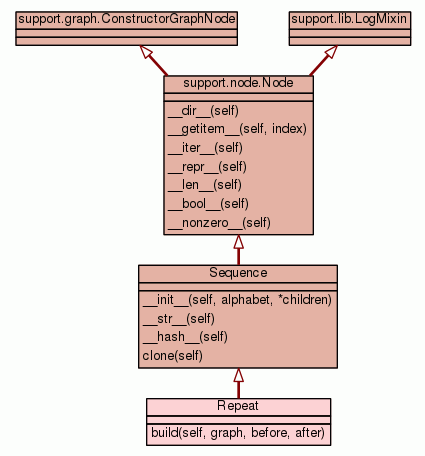 support.graph.ConstructorGraphNode
support.lib.LogMixin
support.node.Node
__dir__(self)
__getitem__(self, index)
__iter__(self)
__repr__(self)
__len__(self)
__bool__(self)
__nonzero__(self)
Sequence
__init__(self, alphabet, *children)
__str__(self)
__hash__(self)
clone(self)
Repeat
build(self, graph, before, after)